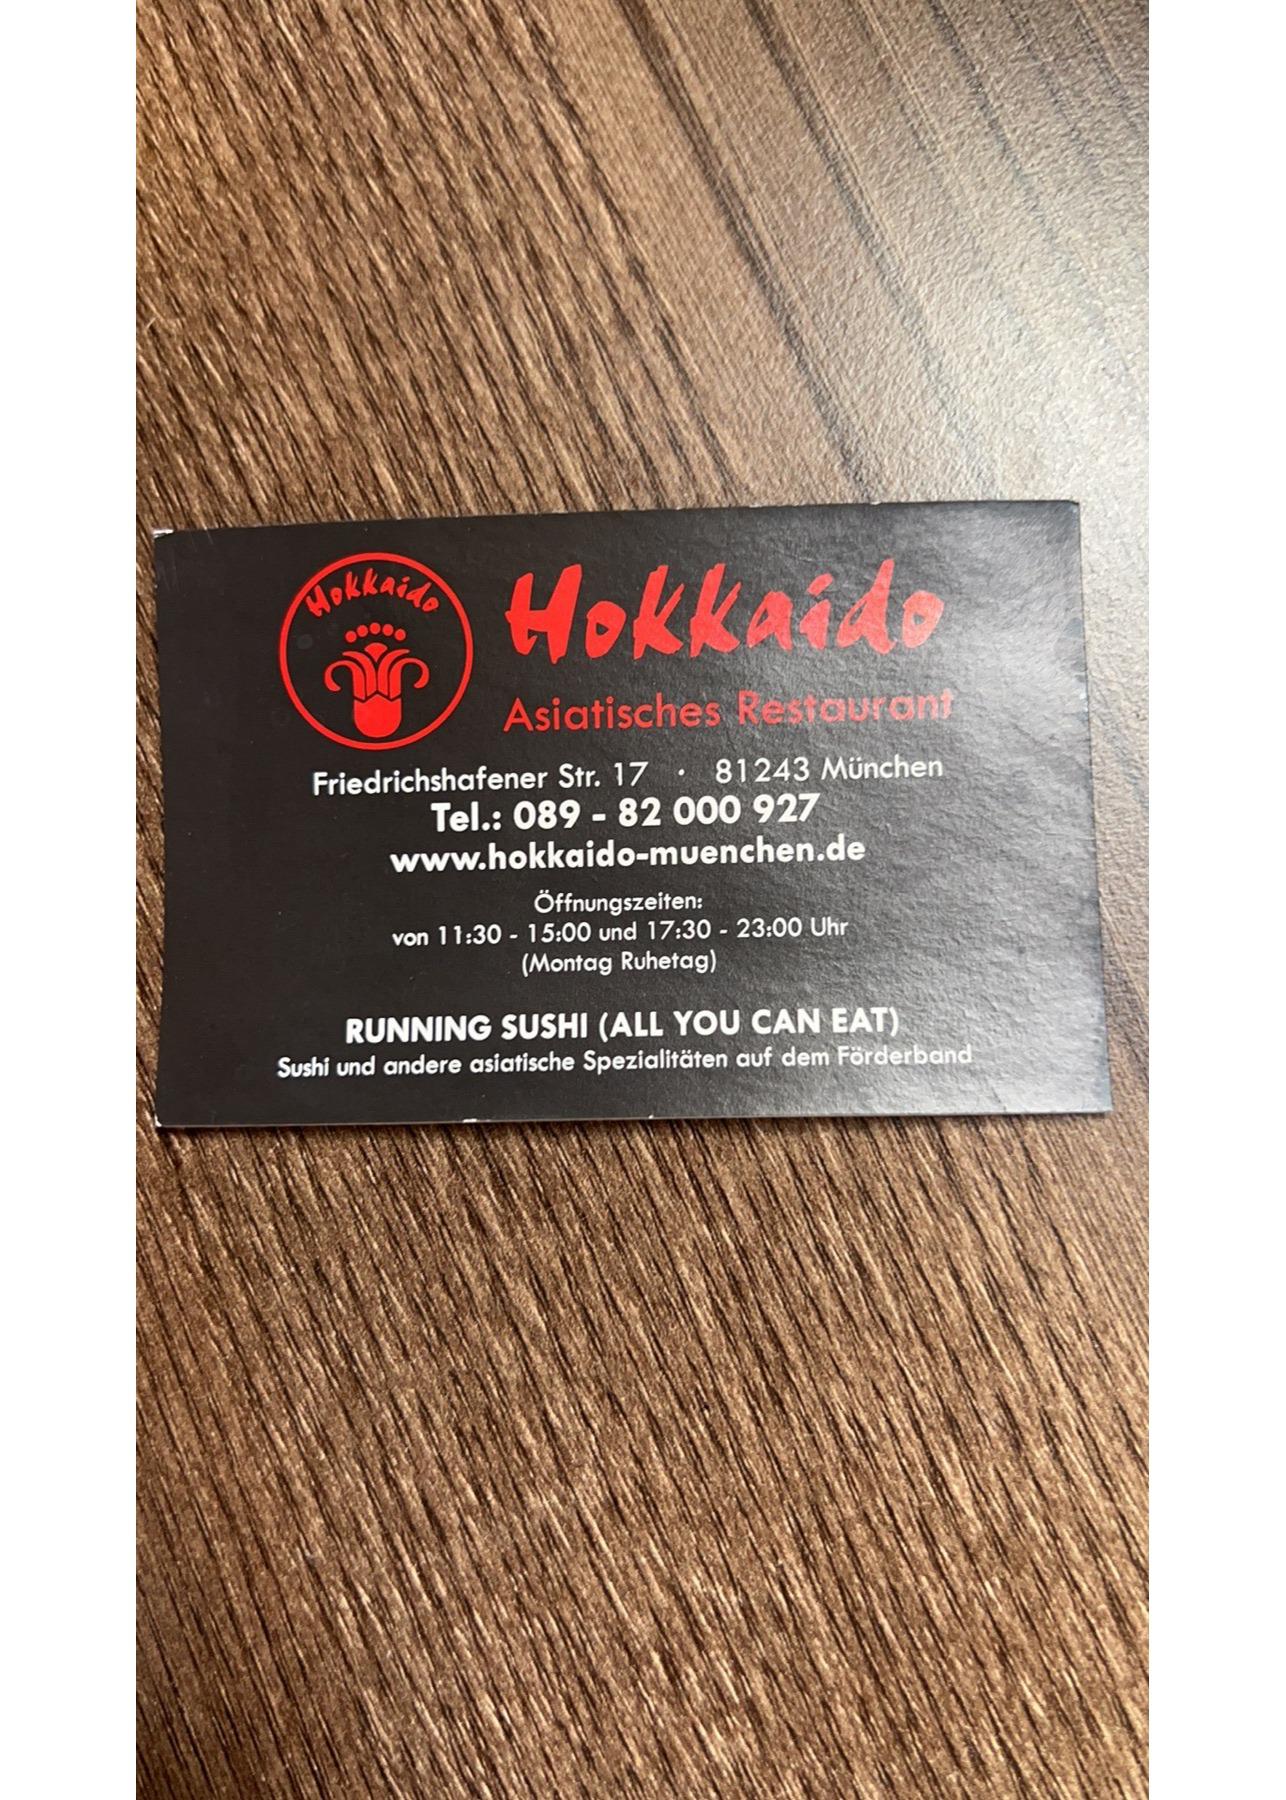 Hokkaido
Hokkaido
Asiatisches Restaurant
Friedrichshafener Str. 17 · 81243 München
Tel.: 089 - 82 000 927
www.hokkaido-muenchen.de
Öffnungszeiten:
von 11:30 - 15:00 und 17:30 - 23:00 Uhr
(Montag Ruhetag)
RUNNING SUSHI (ALL YOU CAN EAT)
Sushi und andere asiatische Spezialitäten auf dem Förderband